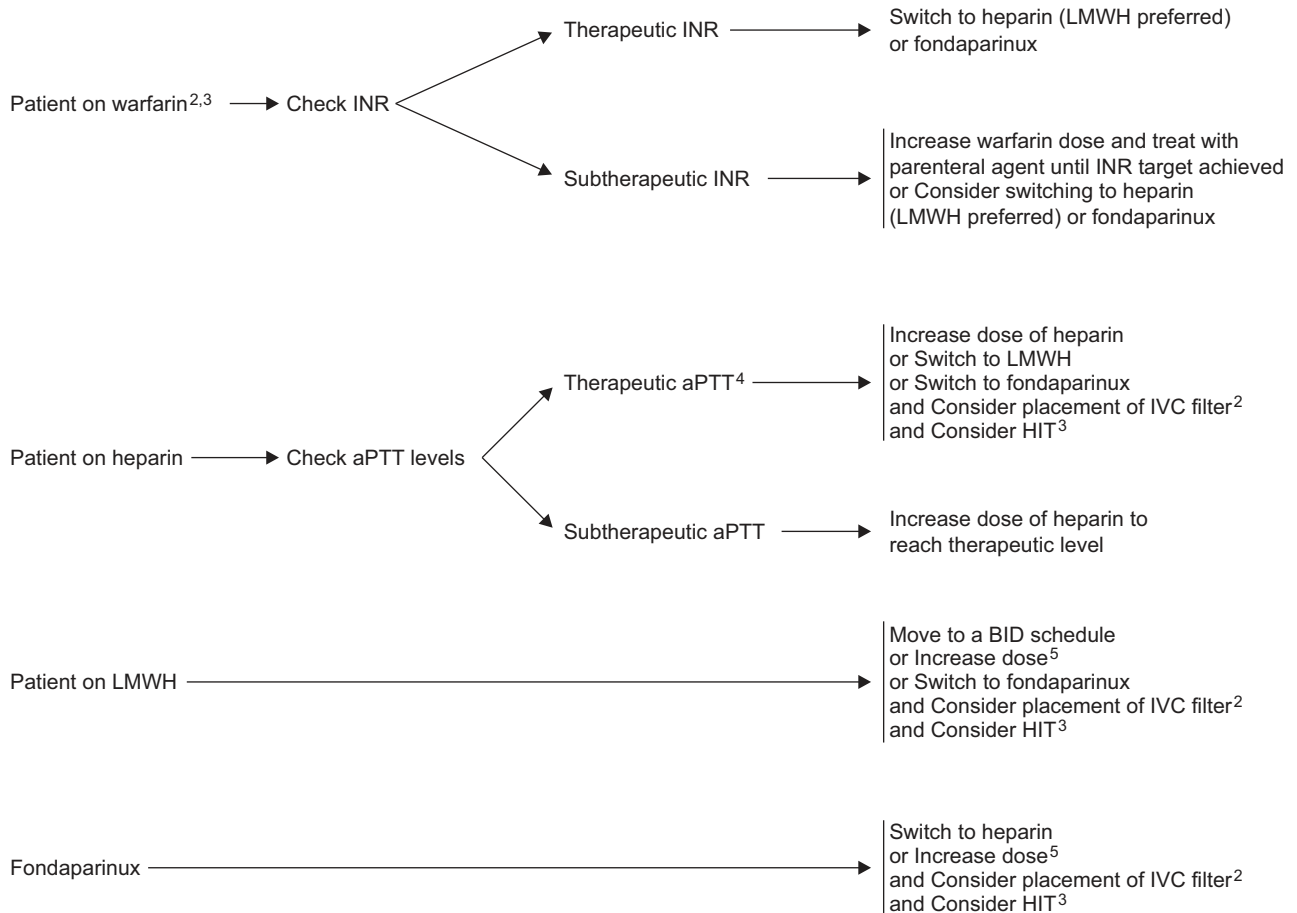 Therapeutic INR
Switch to heparin (LMWH preferred)
or fondaparinux
Patient on warfarin2,3
Check INR
Subtherapeutic INR
Increase warfarin dose and treat with
parenteral agent until INR target achieved
or Consider switching to heparin
(LMWH preferred) or fondaparinux
Patient on heparin
Check aPTT levels
Therapeutic aPTT4
Increase dose of heparin
or Switch to LMWH
or Switch to fondaparinux
and Consider placement of IVC filter2
and Consider HIT3
Subtherapeutic aPTT
Increase dose of heparin to
reach therapeutic level
Patient on LMWH
Move to a BID schedule
or Increase dose5
or Switch to fondaparinux
and Consider placement of IVC filter2
and Consider HIT3
Fondaparinux
Switch to heparin
or Increase dose5
and Consider placement of IVC filter2
and Consider HIT3